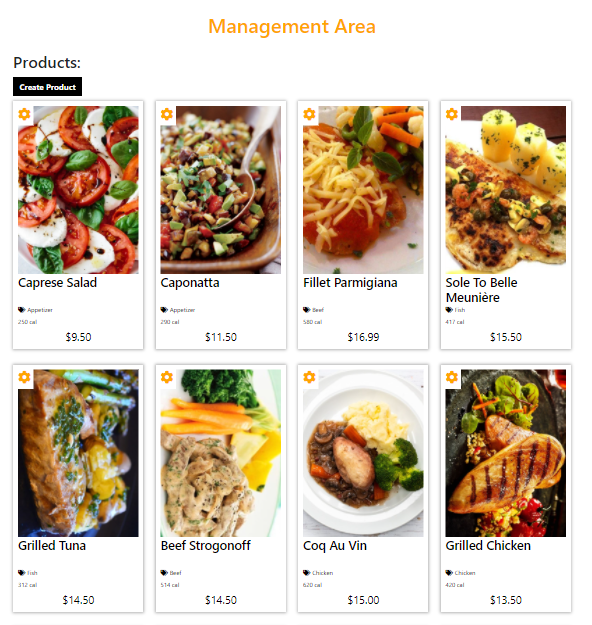 Management Area
Products:
Create Product
Caprese Salad
Appetizer
250 cal
$9.50
Caponatta
Appetizer
290 cal
$11.50
Fillet Parmigiana
Beef
580 cal
$16.99
Sole To Belle
Meunière
Fish
417 cal
$15.50
Grilled Tuna
Fish
312 cal
$14.50
Beef Strogonoff
Beef
514 cal
$14.50
Coq Au Vin
Chicken
620 cal
$15.00
Grilled Chicken
Chicken
420 cal
$13.50